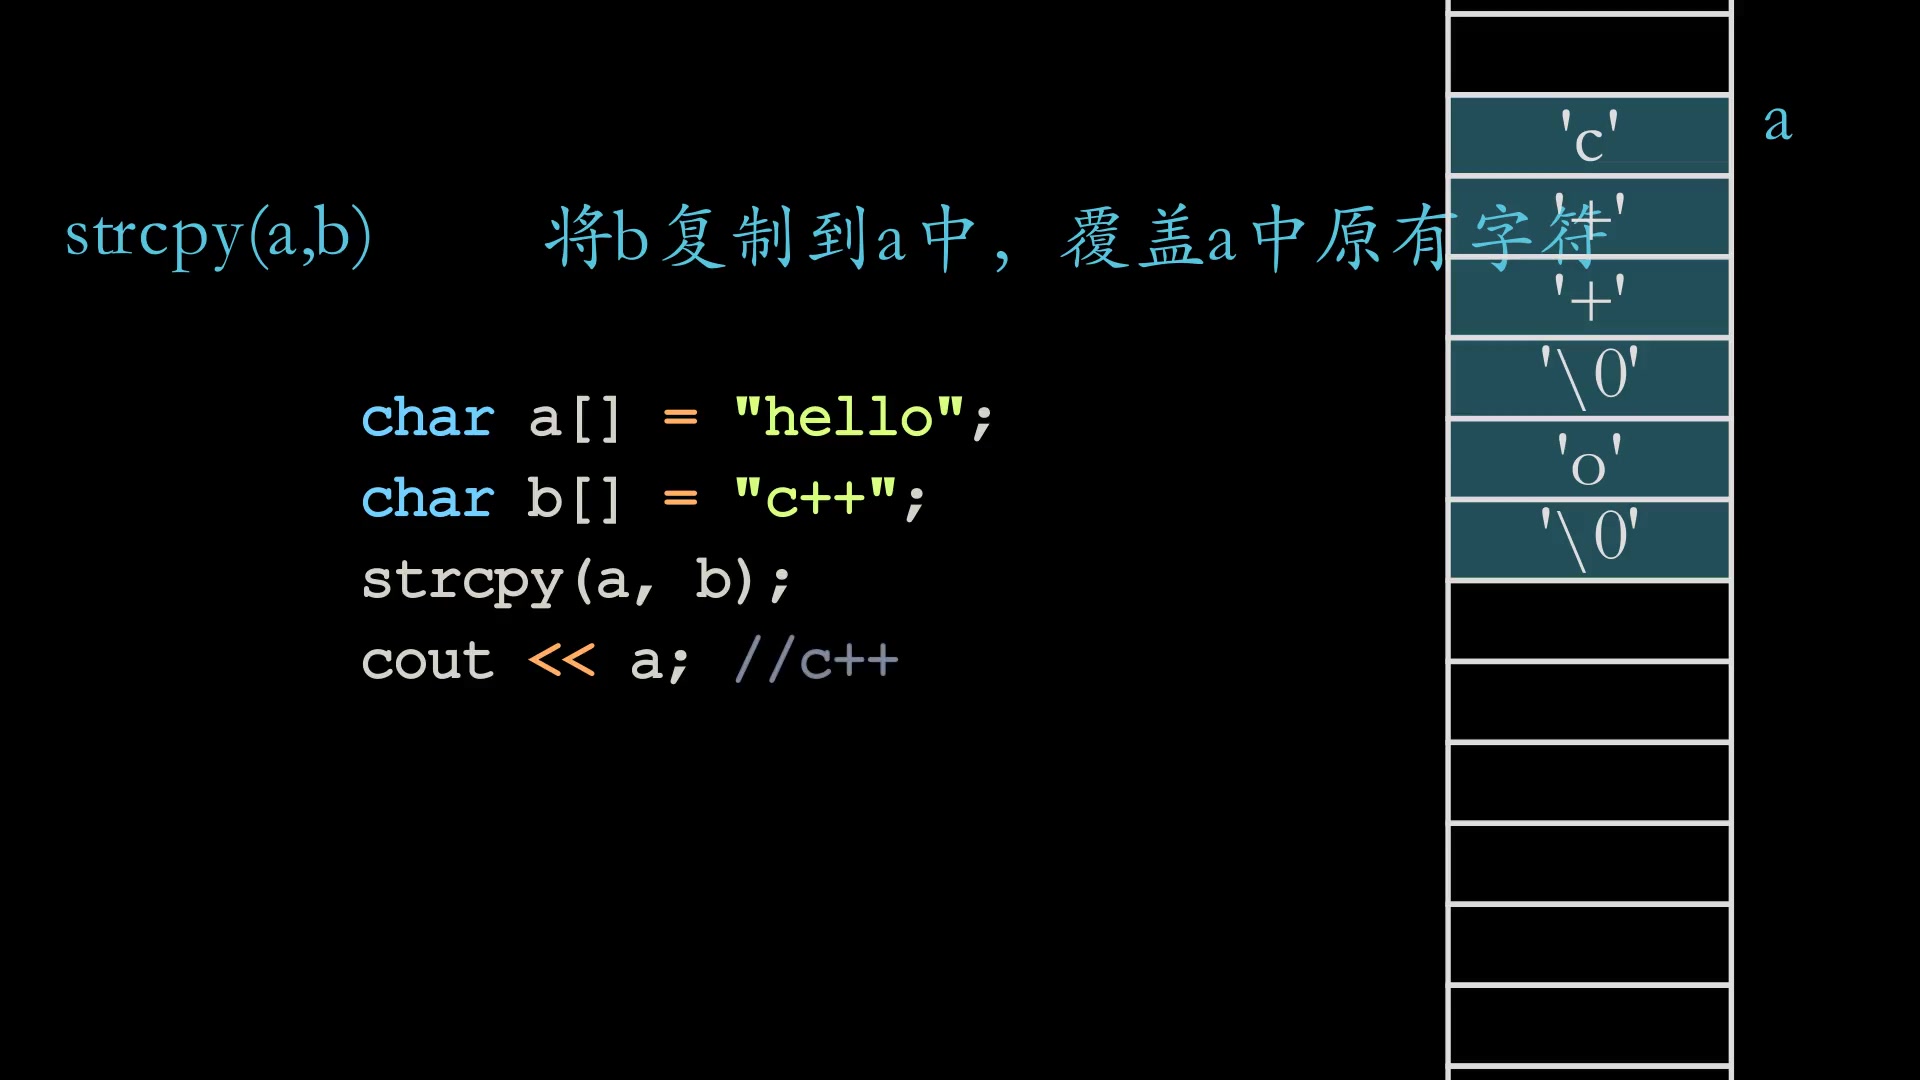 strcpy(a,b) 将b复制到a中，覆盖a中原有字符
char a[] = "hello";
char b[] = "c++";
strcpy(a, b);
cout << a; //c++
a
'c'
'+'
'+'
'\0'
'o'
'\0'